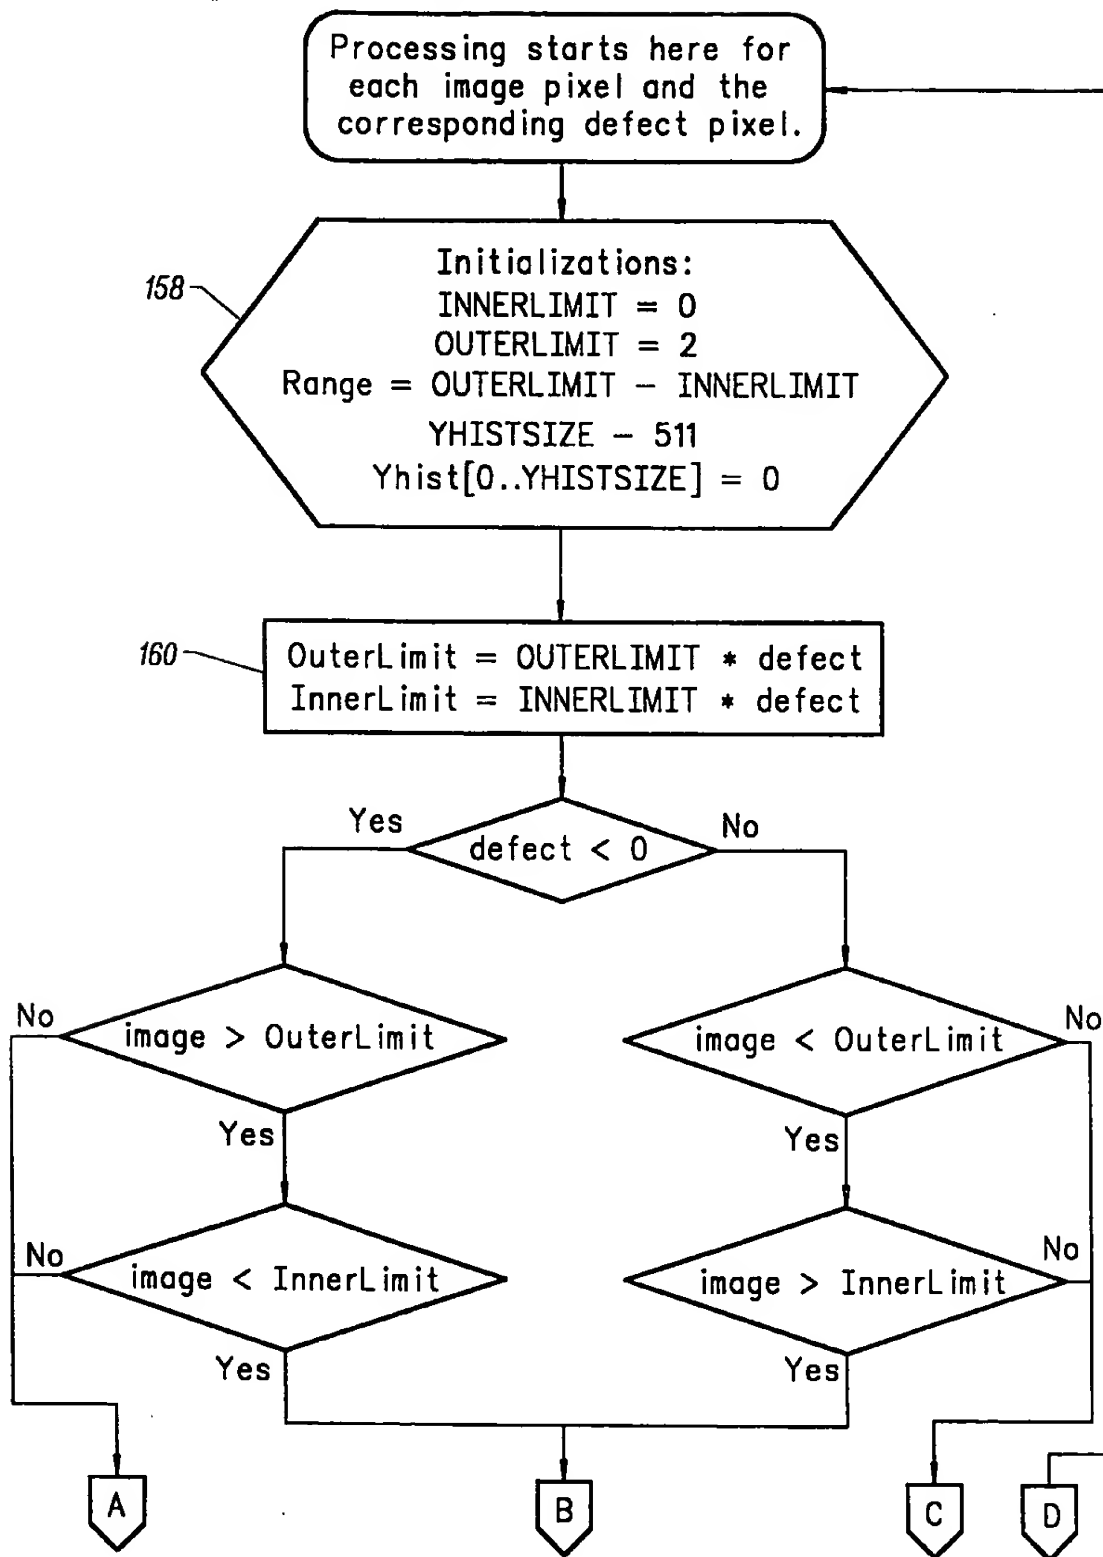 Processing starts here for
each image pixel and the
corresponding defect pixel.
158
Initializations:
INNERLIMIT = 0
OUTERLIMIT = 2
Range = OUTERLIMIT - INNERLIMIT
YHISTSIZE - 511
Yhist[0..YHISTSIZE] = 0
160
OuterLimit = OUTERLIMIT * defect
InnerLimit = INNERLIMIT * defect
Yes
defect < 0
No
No
image > OuterLimit
Yes
image < OuterLimit
No
Yes
No
image < InnerLimit
Yes
image > InnerLimit
No
Yes
A
B
C
D